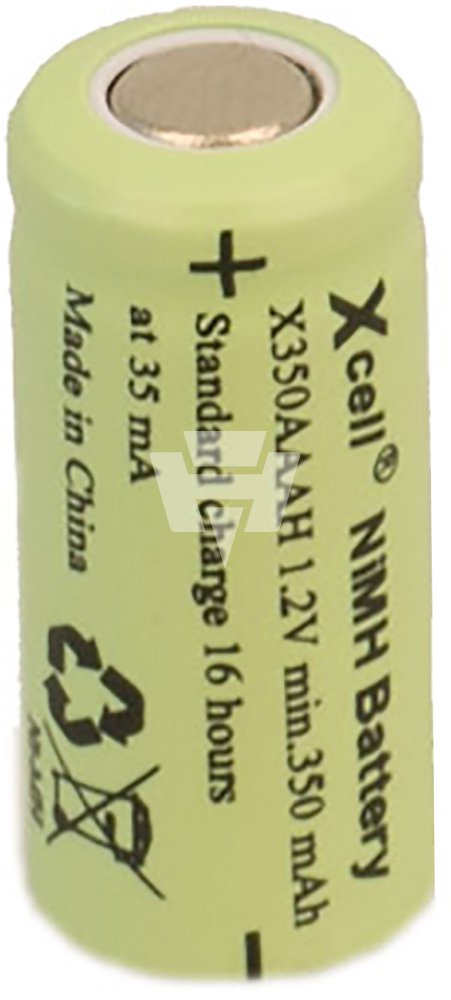 Xcell® NiMH Battery
X350AAAH 1.2V min.350 mAh
+ Standard charge 16 hours -
at 35 mA
Made in China